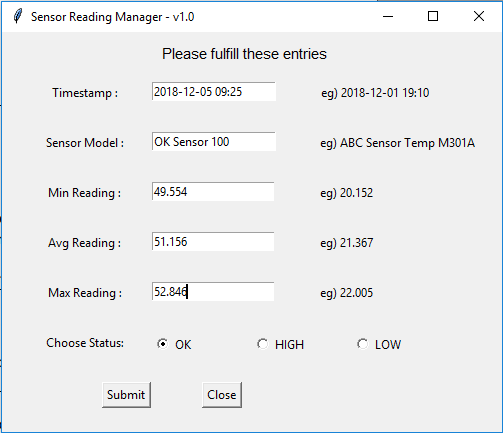 Sensor Reading Manager - v1.0
Please fulfill these entries
Timestamp : 2018-12-05 09:25 eg) 2018-12-01 19:10
Sensor Model : OK Sensor 100 eg) ABC Sensor Temp M301A
Min Reading : 49.554 eg) 20.152
Avg Reading : 51.156 eg) 21.367
Max Reading : 52.846 eg) 22.005
Choose Status: OK HIGH LOW
Submit Close